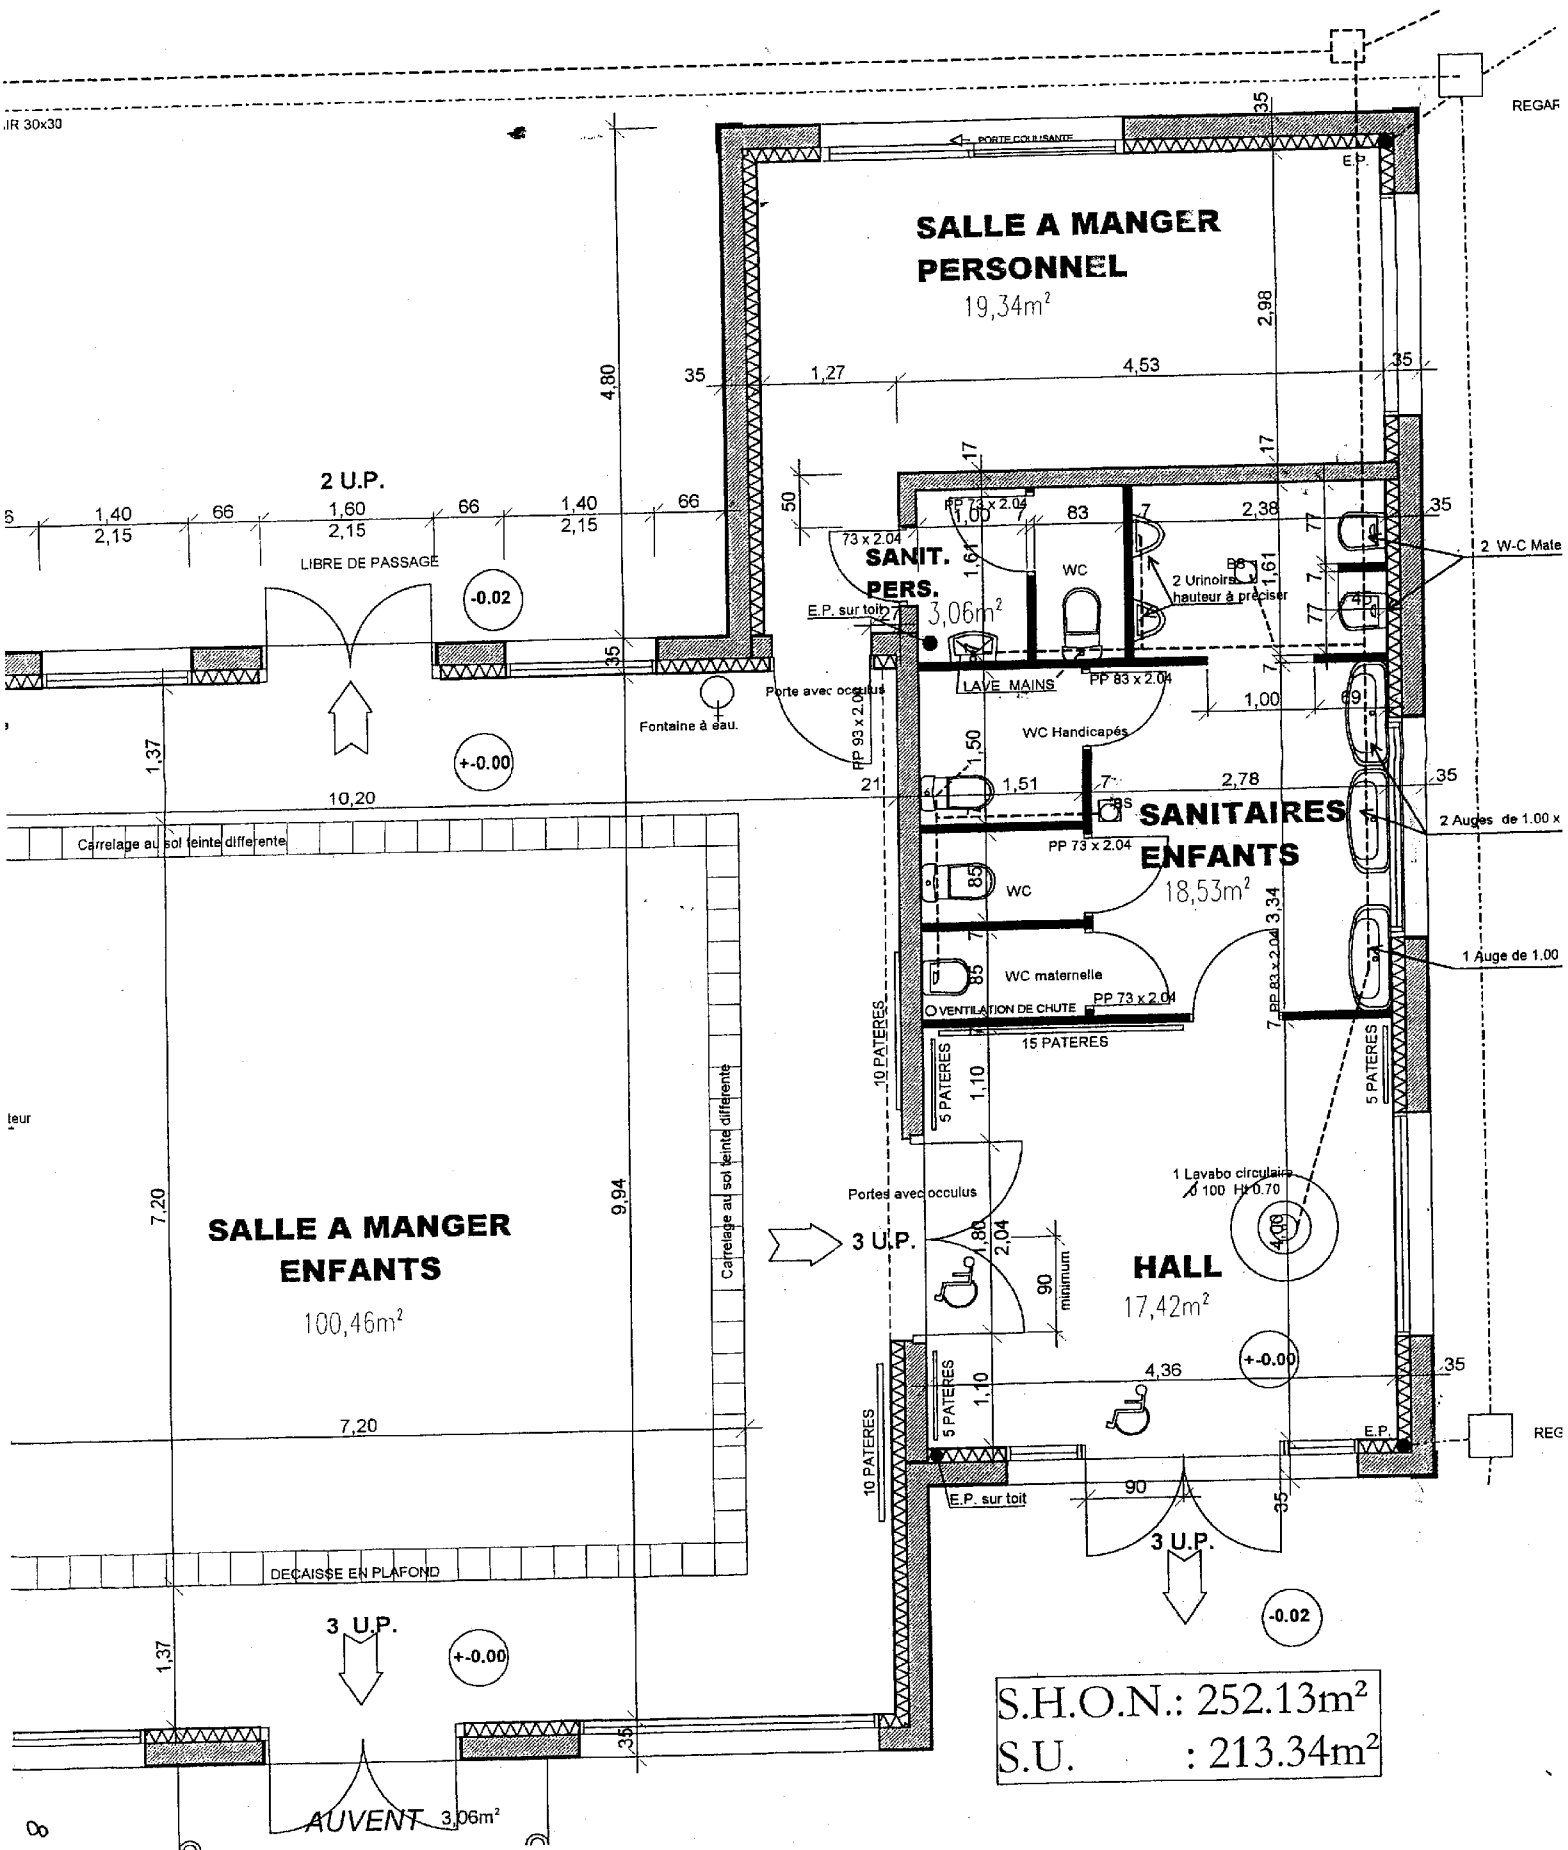 IR 30x30
REGAR
35
PORTE COULISANTE
E.P.
SALLE A MANGER
PERSONNEL
19,34m²
2,98
4,80
35
1,27
4,53
35
2 U.P.
17
17
1,40
2,15
66
1,60
2,15
66
1,40
2,15
66
50
PP 73 x 2.04
1,00
7
83
7
2,38
77
35
LIBRE DE PASSAGE
73 x 2.04
SANIT.
PERS.
3,06m²
1,61
WC
BS
1,61
2 Urinoirs
hauteur à préciser
7
77
45
2 W-C Mate
-0.02
E.P. sur toit
27
35
Porte avec occulus
LAVE MAINS
PP 83 x 2.04
7
1,00
69
Fontaine à eau.
PP 93 x 2.04
WC Handicapés
1,50
1,37
+-0.00
10,20
21
1,51
7
2,78
35
BS
SANITAIRES
ENFANTS
18,53m²
2 Auges de 1.00 x
Carrelage au sol teinte differente
PP 73 x 2.04
85
WC
3,34
7
85
WC maternelle
PP 83 x 2.04
1 Auge de 1.00
VENTILATION DE CHUTE
PP 73 x 2.04
7
10 PATERES
15 PATERES
5 PATERES
1,10
5 PATERES
teur
Carrelage au sol teinte differente
7,20
9,94
1 Lavabo circulaire
Ø 100 Ht 0.70
Portes avec occulus
SALLE A MANGER
ENFANTS
100,46m²
3 U.P.
1,80
2,04
90
minimum
4,00
HALL
17,42m²
+-0.00
4,36
35
5 PATERES
1,10
7,20
10 PATERES
E.P.
REG
E.P. sur toit
90
35
DECAISSE EN PLAFOND
3 U.P.
3 U.P.
1,37
+-0.00
-0.02
35
S.H.O.N.: 252.13m²
S.U. : 213.34m²
AUVENT 3,06m²